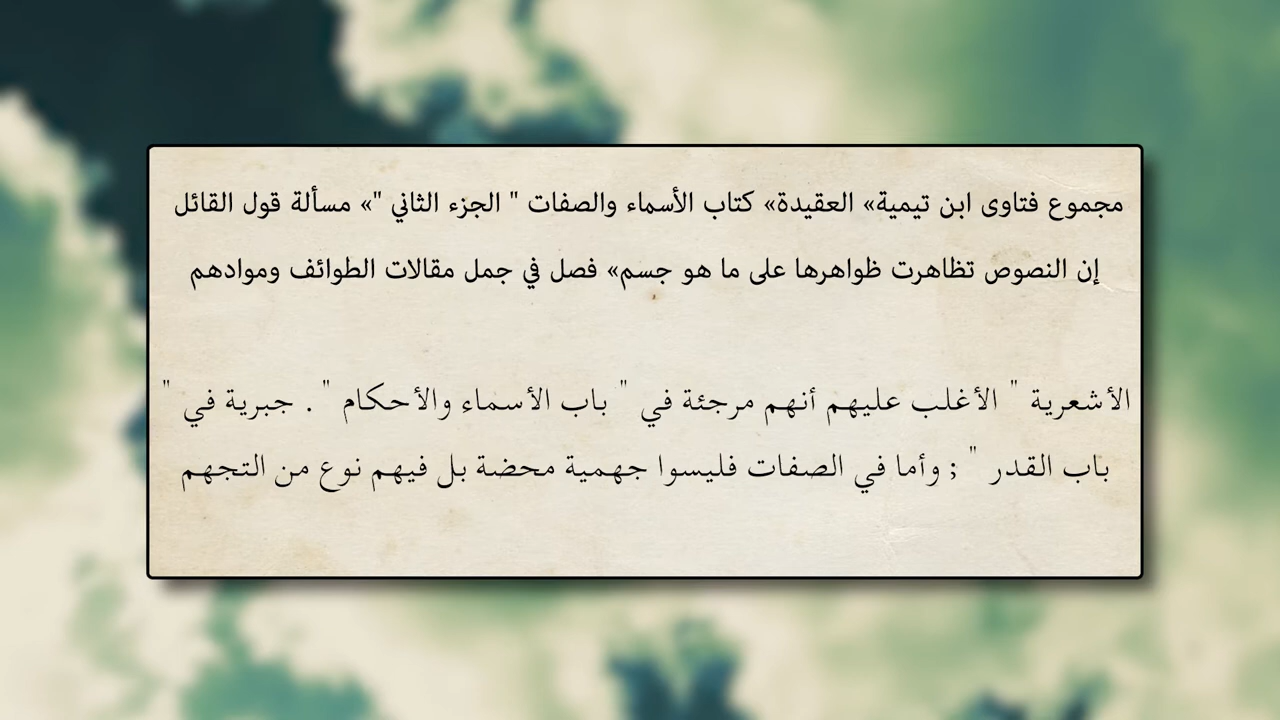 مجموع فتاوى ابن تيمية» العقيدة» كتاب الأسماء والصفات " الجزء الثاني "» مسألة قول القائل
إن النصوص تظاهرت ظواهرها على ما هو جسم» فصل في جمل مقالات الطوائف وموادهم
الأشعرية " الأغلب عليهم أنهم مرجئة في " باب الأسماء والأحكام " . جبرية في "
باب القدر " ; وأما في الصفات فليسوا جهمية محضة بل فيهم نوع من التجهم